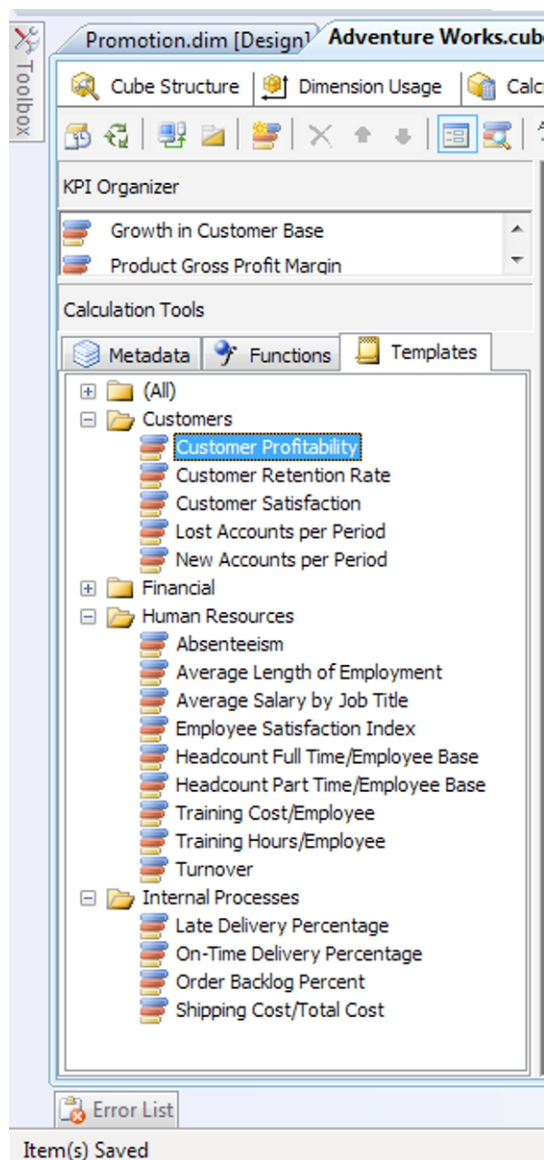 Toolbox
Promotion.dim [Design] Adventure Works.cub
Cube Structure Dimension Usage Calc
KPI Organizer
Growth in Customer Base
Product Gross Profit Margin
Calculation Tools
Metadata Functions Templates
(All)
Customers
Customer Profitability
Customer Retention Rate
Customer Satisfaction
Lost Accounts per Period
New Accounts per Period
Financial
Human Resources
Absenteeism
Average Length of Employment
Average Salary by Job Title
Employee Satisfaction Index
Headcount Full Time/Employee Base
Headcount Part Time/Employee Base
Training Cost/Employee
Training Hours/Employee
Turnover
Internal Processes
Late Delivery Percentage
On-Time Delivery Percentage
Order Backlog Percent
Shipping Cost/Total Cost
Error List
Item(s) Saved